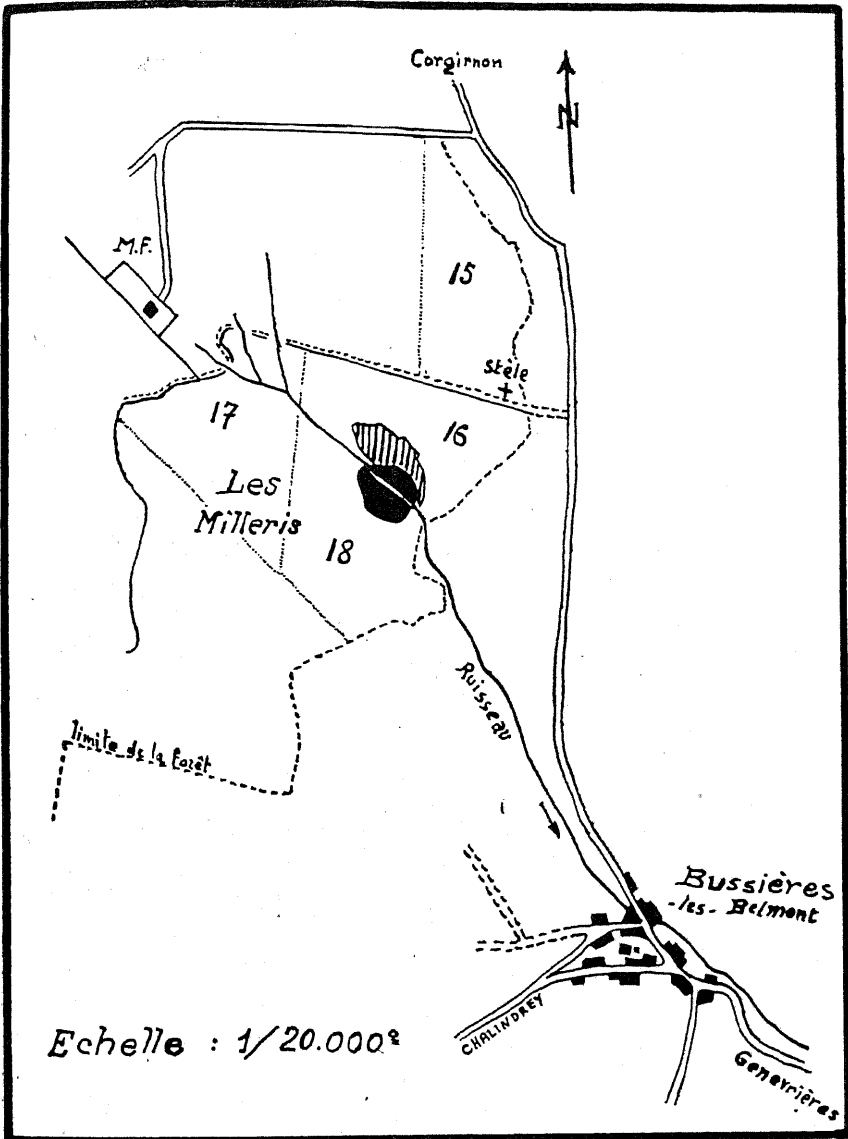 Corgirnon
N
M.F.
15
Stèle
17
16
Les
Milleris
18
Ruisseau
limite de la forêt
Bussières
-les- Belmont
CHALINDREY
Echelle : 1/20.000e
Genevrières